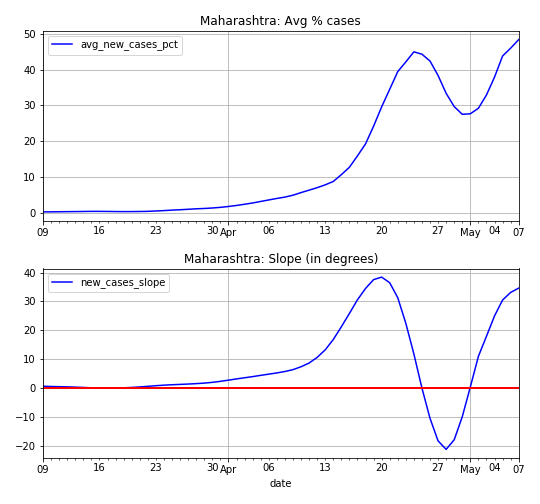 Maharashtra: Avg % cases
avg_new_cases_pct
50
40
30
20
10
0
09 16 23 30 Apr 06 13 20 27 May 04 07
Maharashtra: Slope (in degrees)
new_cases_slope
40
30
20
10
0
−10
−20
09 16 23 30 Apr 06 13 20 27 May 04 07
date